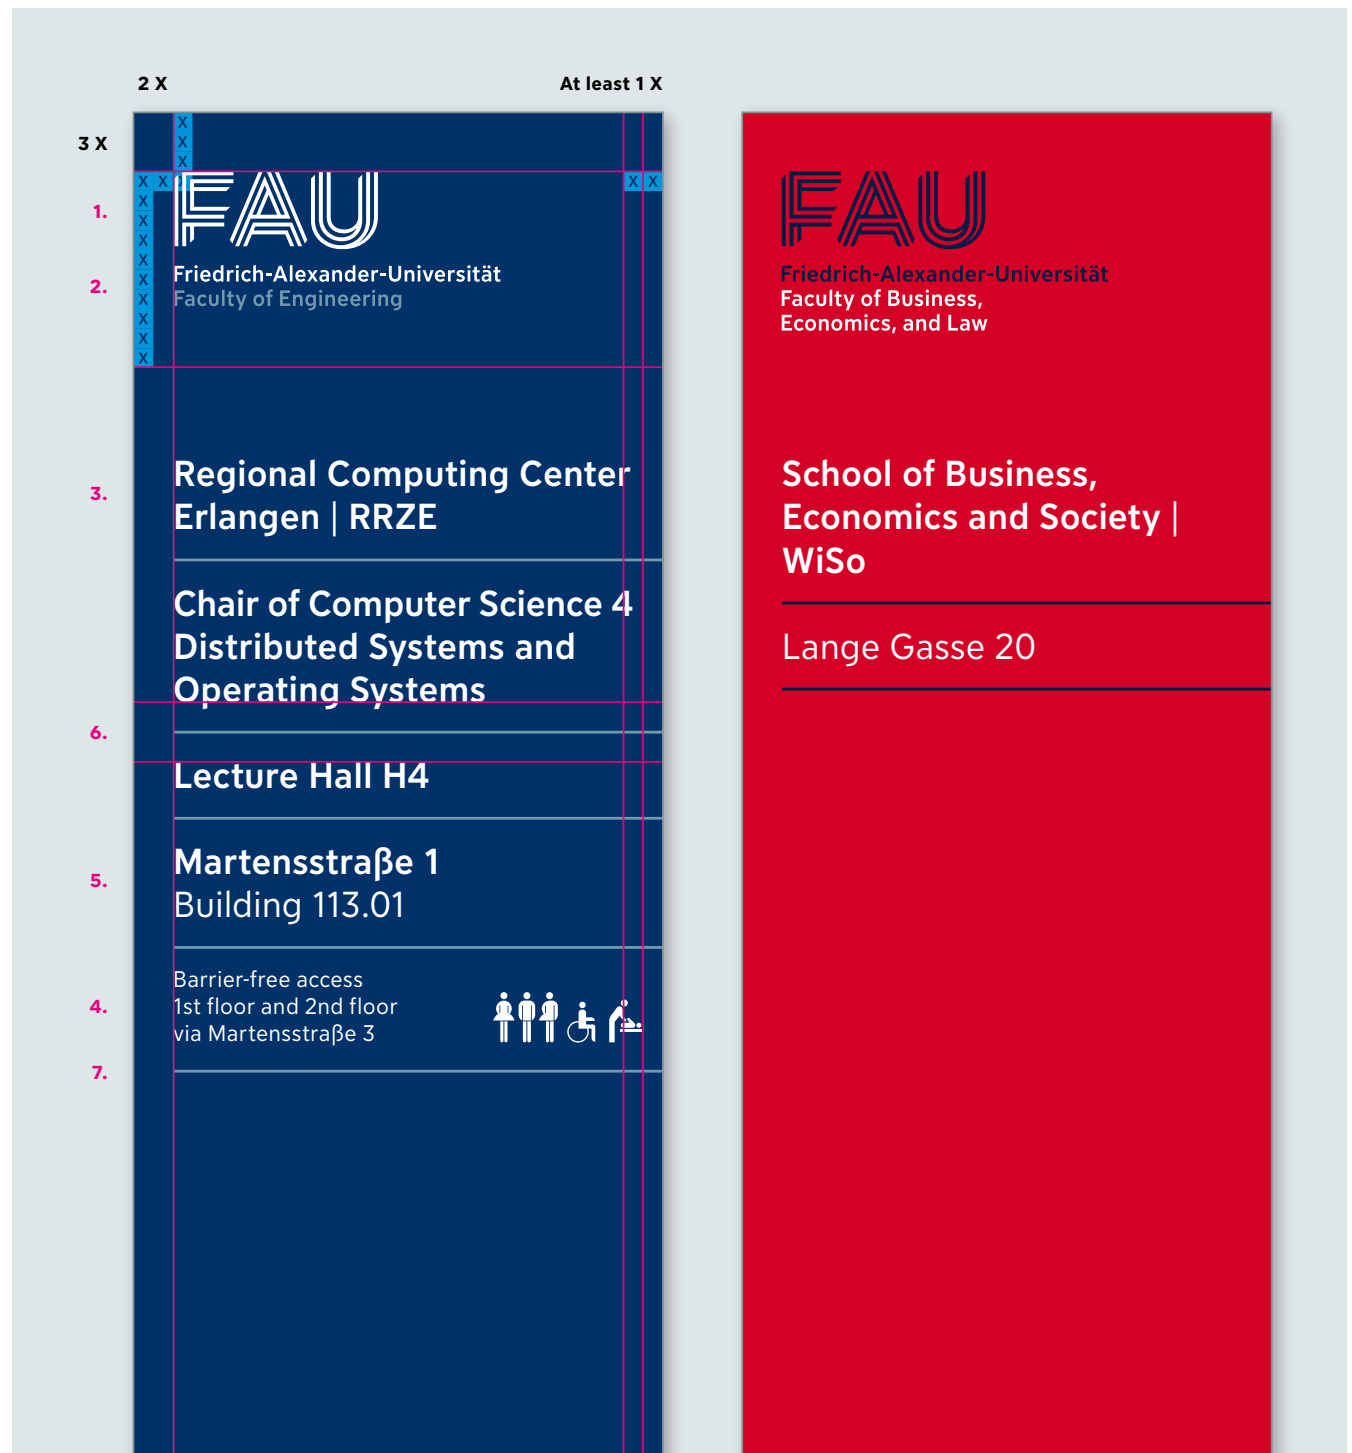 2 X
At least 1 X
3 X
X
X
X
X X
X X
X
X
X
X
X
X
X
X
X
1.
FAU
2.
Friedrich-Alexander-Universität
Faculty of Engineering
3.
Regional Computing Center
Erlangen | RRZE
Chair of Computer Science 4
Distributed Systems and
Operating Systems
6.
Lecture Hall H4
5.
Martensstraße 1
Building 113.01
4.
Barrier-free access
1st floor and 2nd floor
via Martensstraße 3
7.
FAU
Friedrich-Alexander-Universität
Faculty of Business,
Economics, and Law
School of Business,
Economics and Society |
WiSo
Lange Gasse 20